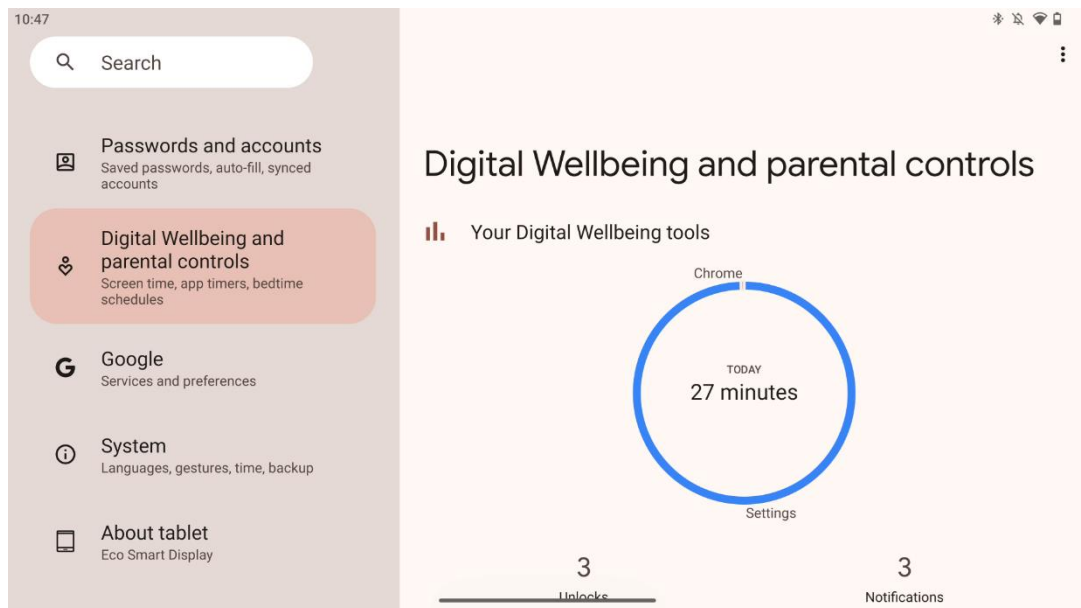 10:47
Search
Passwords and accounts
Saved passwords, auto-fill, synced
accounts
Digital Wellbeing and
parental controls
Screen time, app timers, bedtime
schedules
Google
Services and preferences
System
Languages, gestures, time, backup
About tablet
Eco Smart Display
Digital Wellbeing and parental controls
Your Digital Wellbeing tools
Chrome
TODAY
27 minutes
Settings
3
Unlocks
3
Notifications